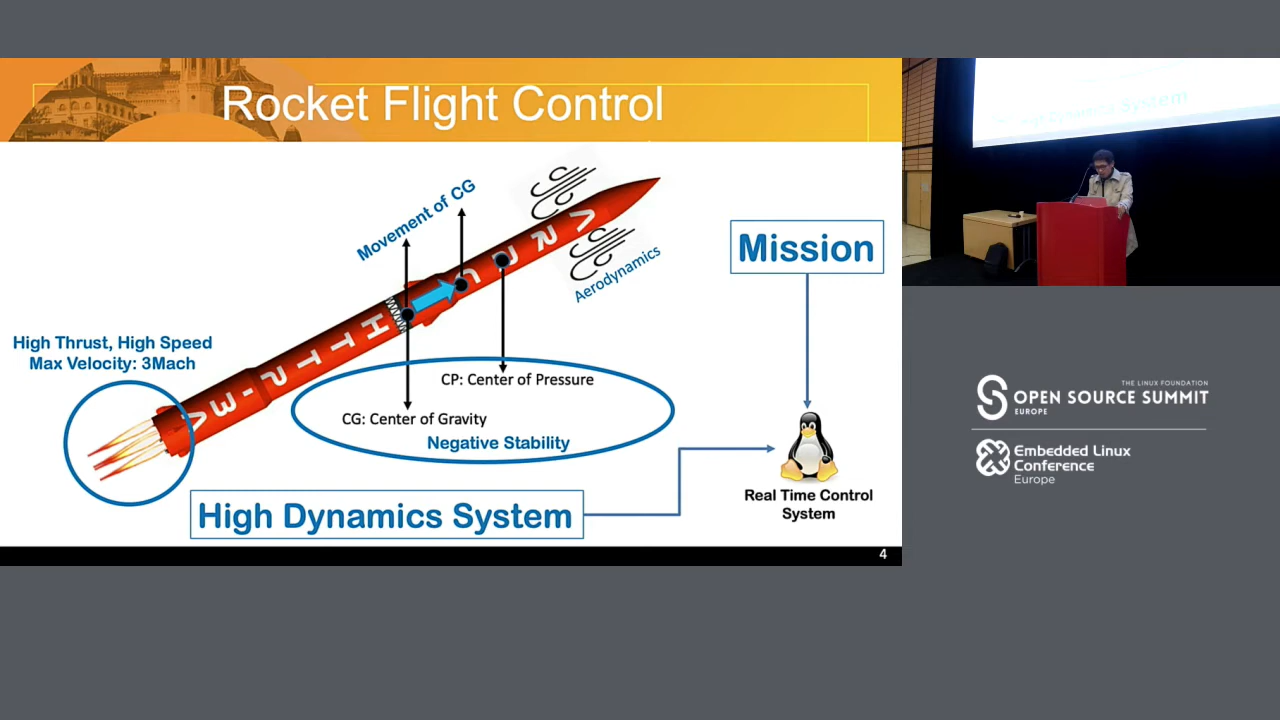 Rocket Flight Control
Movement of CG
Aerodynamics
Mission
High Thrust, High Speed
Max Velocity: 3Mach
HTTP-3A
CP: Center of Pressure
CG: Center of Gravity
Negative Stability
High Dynamics System
Real Time Control
System
4
THE LINUX FOUNDATION
OPEN SOURCE SUMMIT
EUROPE
Embedded Linux
Conference
Europe